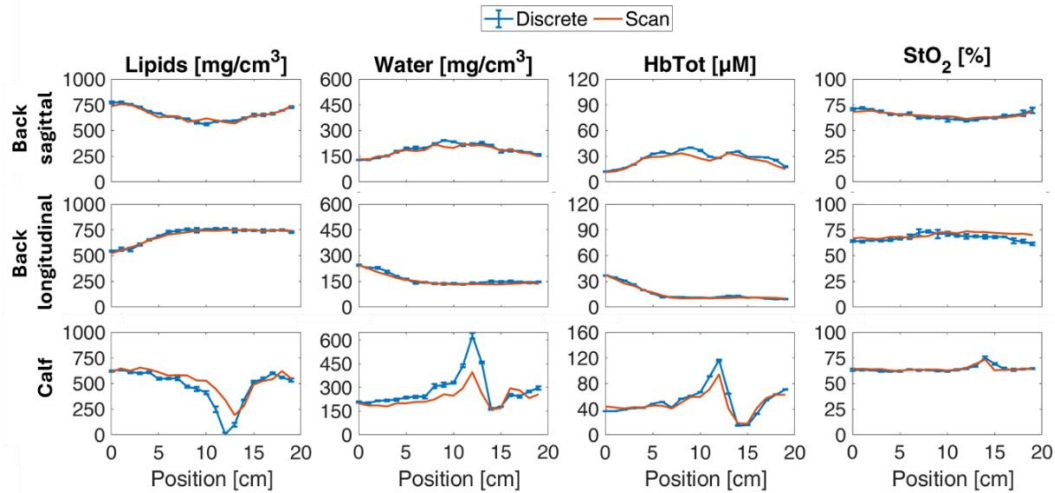 Discrete Scan
Lipids [mg/cm³] Water [mg/cm³] HbTot [µM] StO₂ [%]
Back sagittal
1000 750 500 250 0
600 450 300 150 0
120 90 60 30 0
100 75 50 25 0
Back longitudinal
1000 750 500 250 0
600 450 300 150 0
120 90 60 30 0
100 75 50 25 0
Calf
1000 750 500 250 0
600 450 300 150 0
160 120 80 40 0
100 75 50 25 0
0 5 10 15 20
0 5 10 15 20
0 5 10 15 20
0 5 10 15 20
Position [cm] Position [cm] Position [cm] Position [cm]